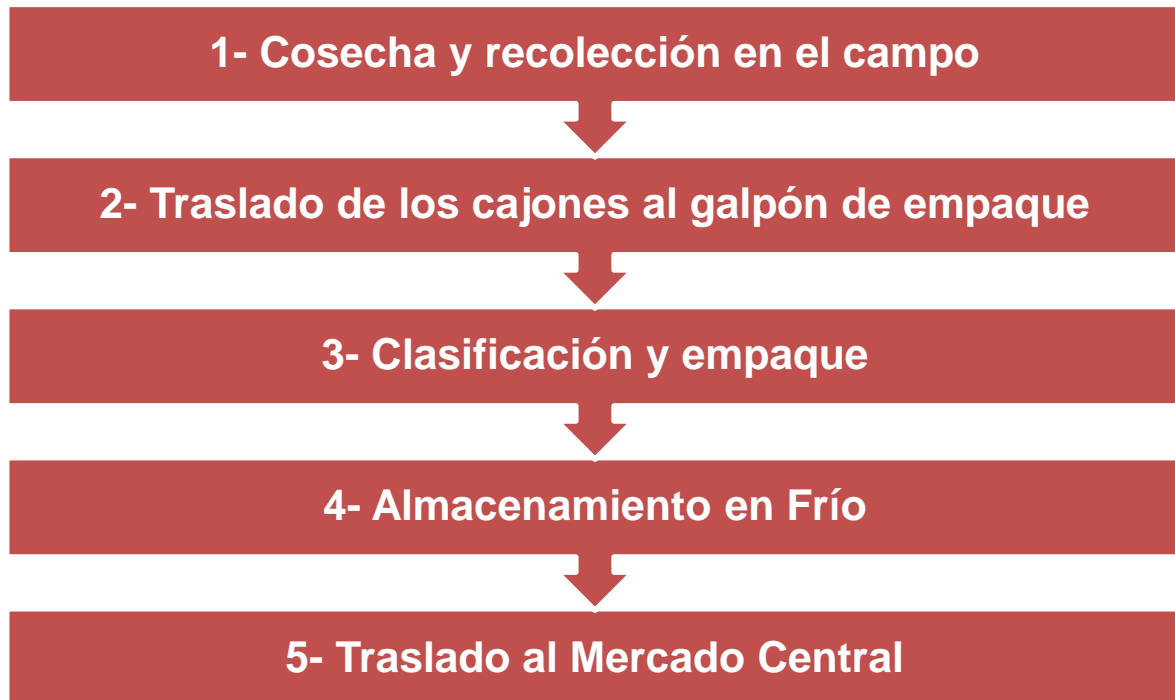 1- Cosecha y recolección en el campo
2- Traslado de los cajones al galpón de empaque
3- Clasificación y empaque
4- Almacenamiento en Frío
5- Traslado al Mercado Central